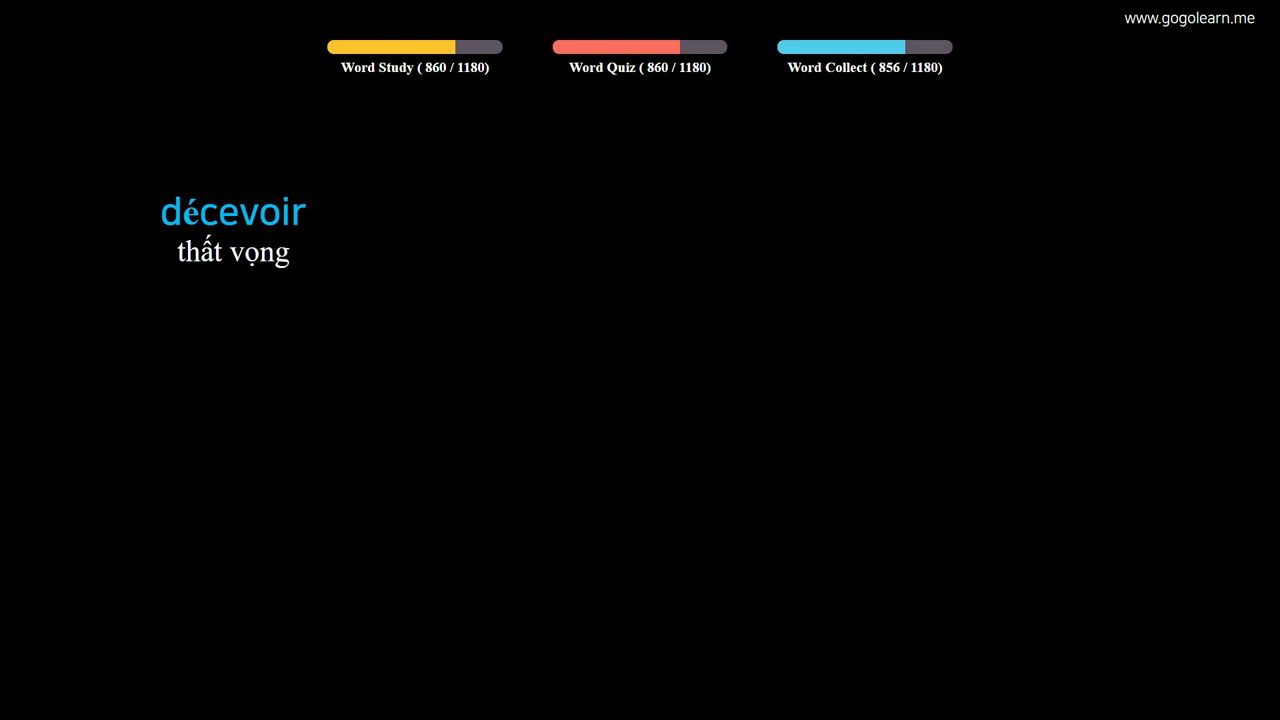 www.gogolearn.me
Word Study ( 860 / 1180)
Word Quiz ( 860 / 1180)
Word Collect ( 856 / 1180)
décevoir
thất vọng